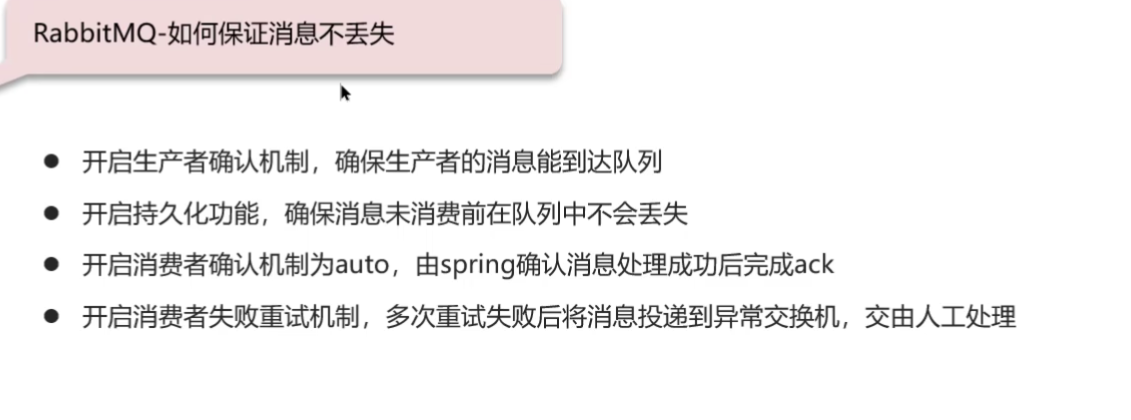 RabbitMQ-如何保证消息不丢失
● 开启生产者确认机制，确保生产者的消息能到达队列
● 开启持久化功能，确保消息未消费前在队列中不会丢失
● 开启消费者确认机制为auto，由spring确认消息处理成功后完成ack
● 开启消费者失败重试机制，多次重试失败后将消息投递到异常交换机，交由人工处理